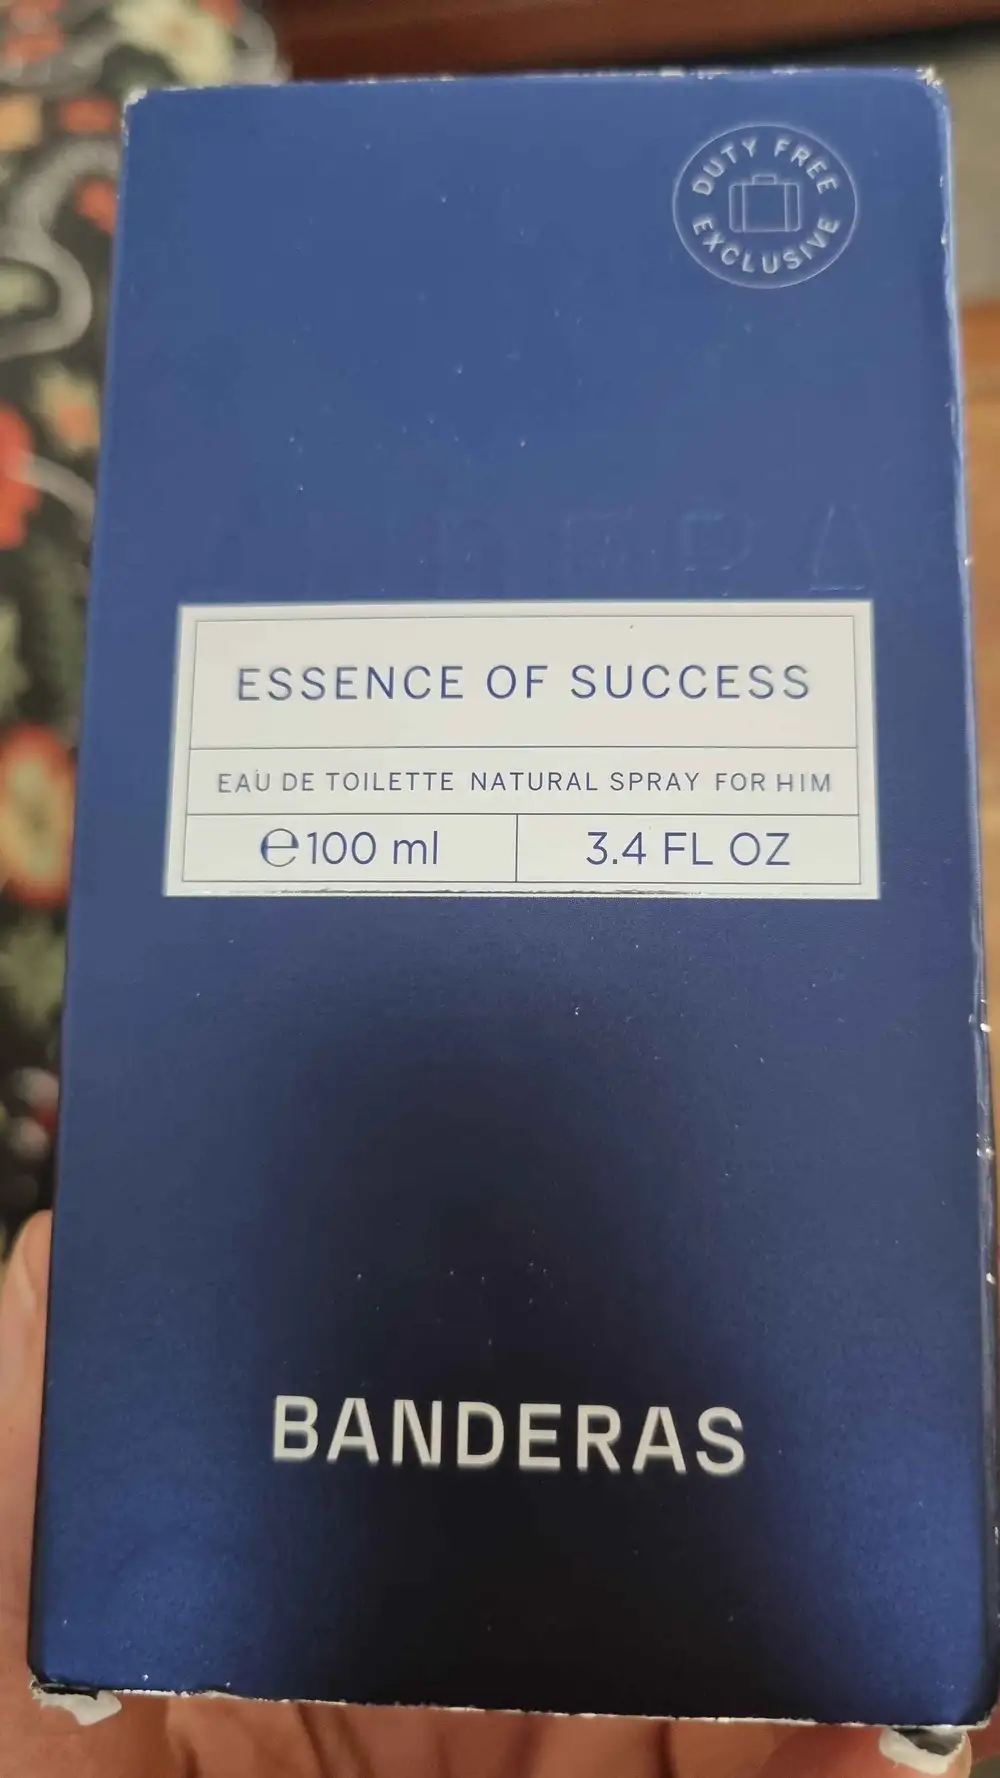 DUTY FREE
EXCLUSIVE
ESSENCE OF SUCCESS
EAU DE TOILETTE NATURAL SPRAY FOR HIM
℮100 ml
3.4 FL OZ
BANDERAS